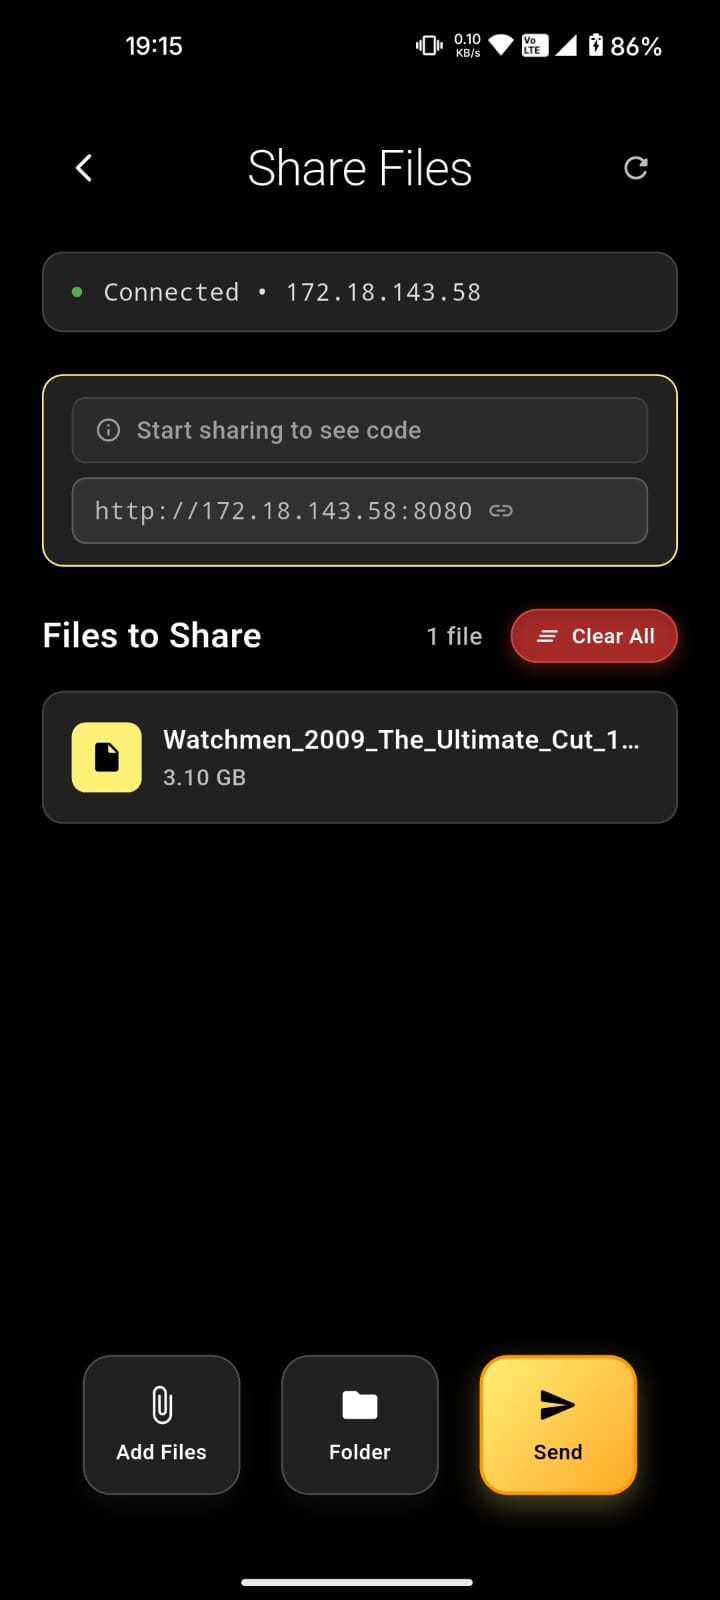 19:15
0.10 KB/s
Vo LTE
86%
Share Files
Connected • 172.18.143.58
Start sharing to see code
http://172.18.143.58:8080
Files to Share
1 file
Clear All
Watchmen_2009_The_Ultimate_Cut_1...
3.10 GB
Add Files
Folder
Send